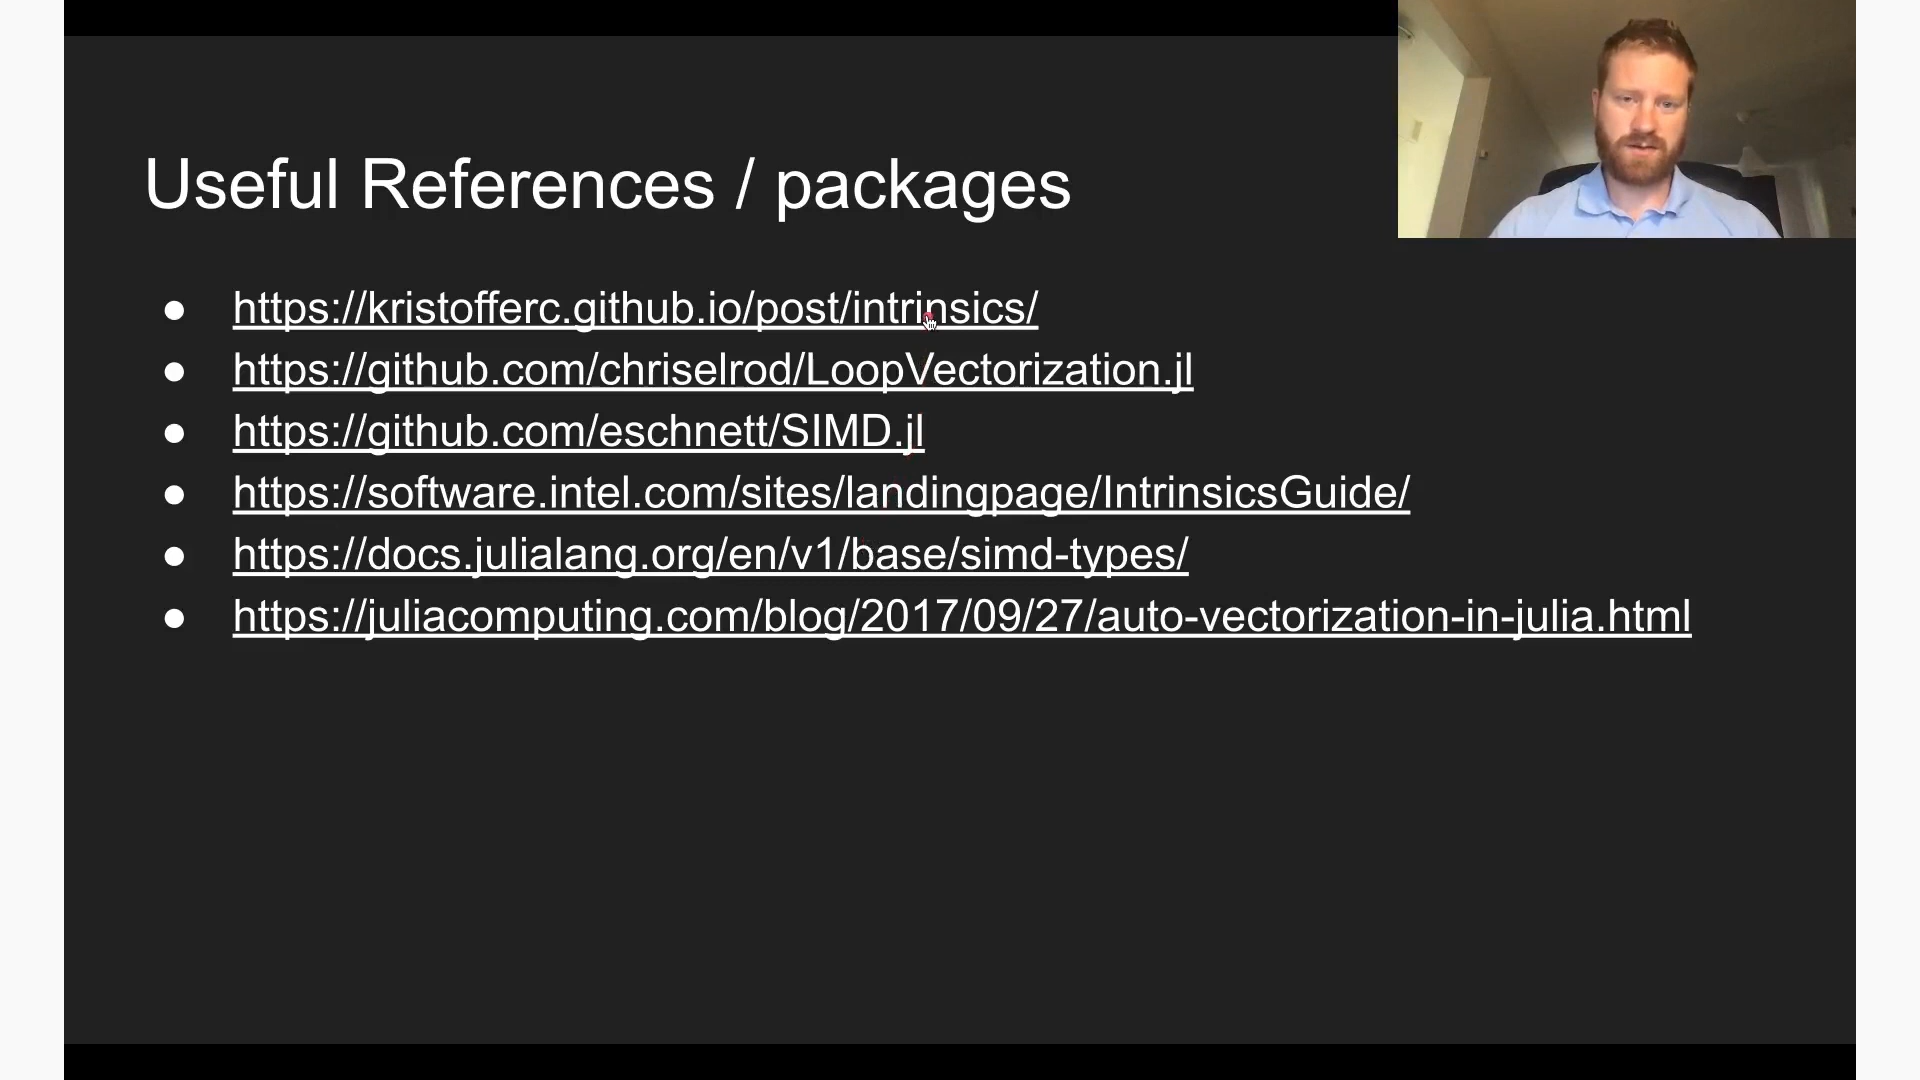 Useful References / packages
https://kristofferc.github.io/post/intrinsics/
https://github.com/chriselrod/LoopVectorization.jl
https://github.com/eschnett/SIMD.jl
https://software.intel.com/sites/landingpage/IntrinsicsGuide/
https://docs.julialang.org/en/v1/base/simd-types/
https://juliacomputing.com/blog/2017/09/27/auto-vectorization-in-julia.html